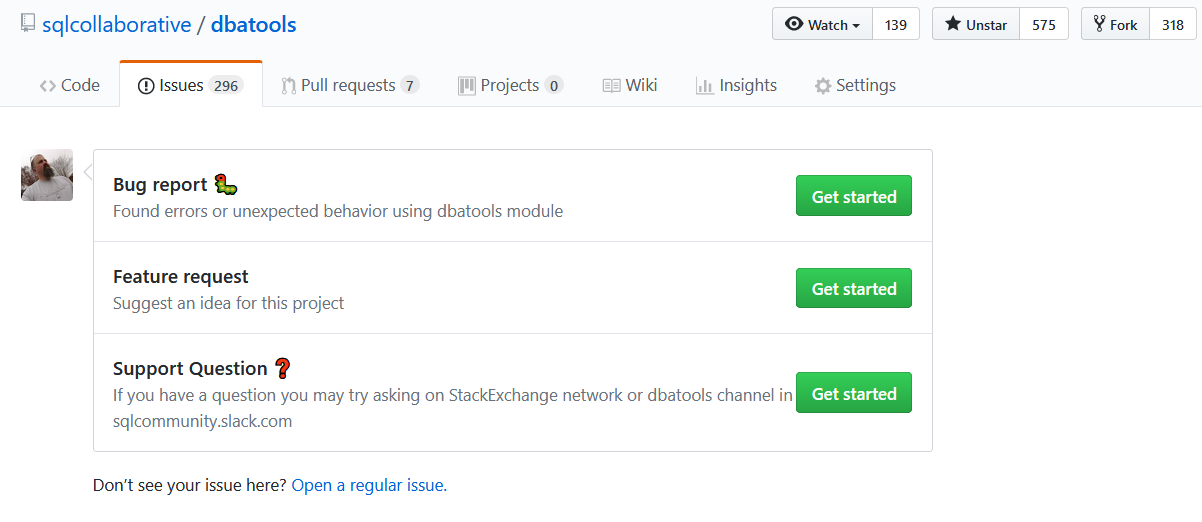 sqlcollaborative / dbatools
Watch 139 Unstar 575 Fork 318
Code Issues 296 Pull requests 7 Projects 0 Wiki Insights Settings
Bug report
Found errors or unexpected behavior using dbatools module
Get started
Feature request
Suggest an idea for this project
Get started
Support Question ❓
If you have a question you may try asking on StackExchange network or dbatools channel in
sqlcommunity.slack.com
Get started
Don’t see your issue here? Open a regular issue.